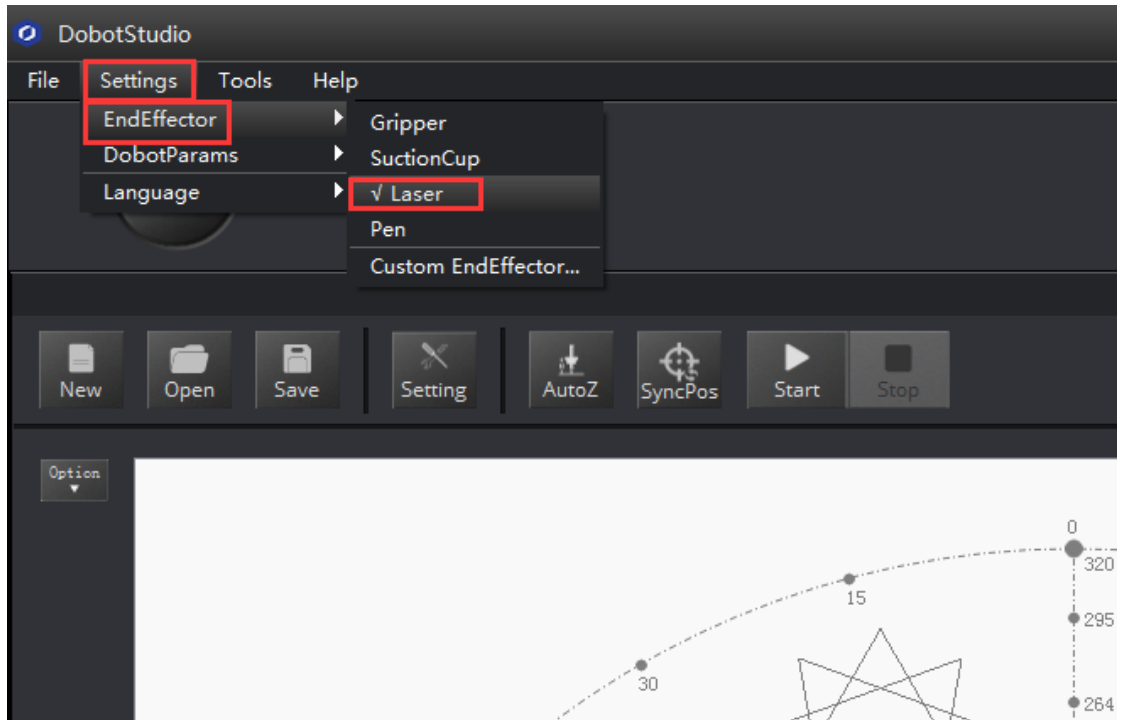 DobotStudio
File Settings Tools Help
EndEffector
DobotParams
Language
Gripper
SuctionCup
√ Laser
Pen
Custom EndEffector...
New Open Save Setting AutoZ SyncPos Start Stop
Option
0
320
15
295
30
264